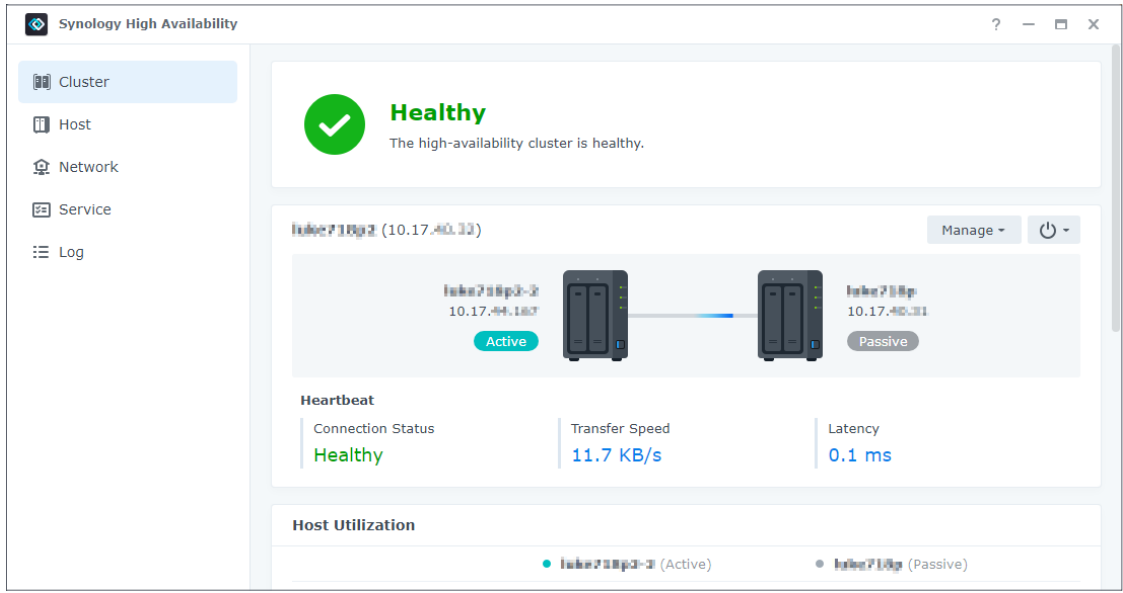 Synology High Availability
Cluster
Host
Network
Service
Log
Healthy
The high-availability cluster is healthy.
(10.17.
Manage
10.17.
Active
10.17.
Passive
Heartbeat
Connection Status
Healthy
Transfer Speed
11.7 KB/s
Latency
0.1 ms
Host Utilization
(Active)
(Passive)